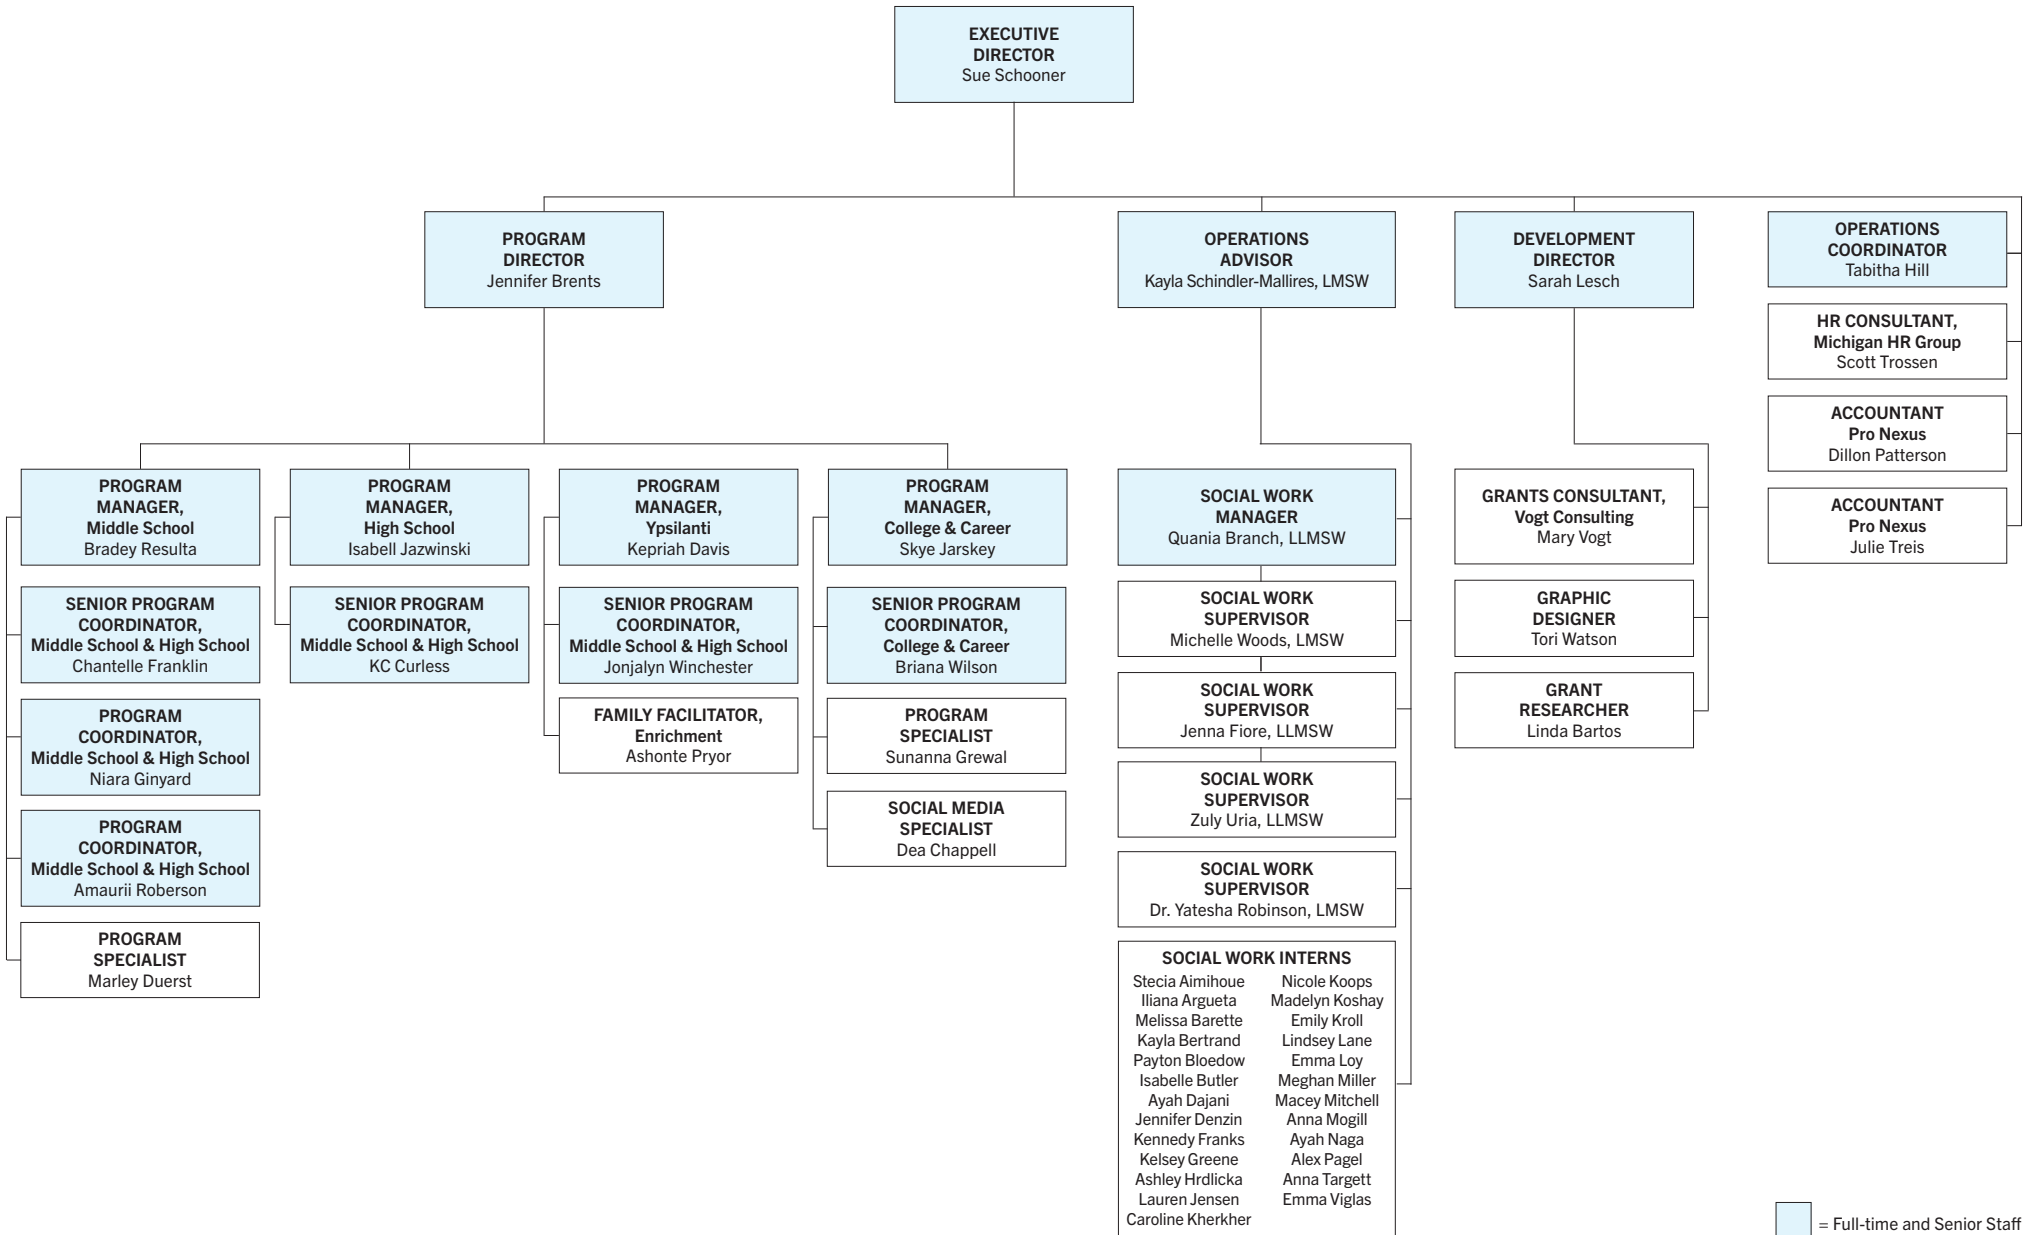 EXECUTIVE
DIRECTOR
Sue Schooner
PROGRAM
DIRECTOR
Jennifer Brents
OPERATIONS
ADVISOR
Kayla Schindler-Mallires, LMSW
DEVELOPMENT
DIRECTOR
Sarah Lesch
OPERATIONS
COORDINATOR
Tabitha Hill
HR CONSULTANT,
Michigan HR Group
Scott Trossen
ACCOUNTANT
Pro Nexus
Dillon Patterson
ACCOUNTANT
Pro Nexus
Julie Treis
PROGRAM
MANAGER,
Middle School
Bradey Resulta
SENIOR PROGRAM
COORDINATOR,
Middle School & High School
Chantelle Franklin
PROGRAM
COORDINATOR,
Middle School & High School
Niara Ginyard
PROGRAM
COORDINATOR,
Middle School & High School
Amaurii Roberson
PROGRAM
SPECIALIST
Marley Duerst
PROGRAM
MANAGER,
High School
Isabell Jazwinski
SENIOR PROGRAM
COORDINATOR,
Middle School & High School
KC Curless
PROGRAM
MANAGER,
Ypsilanti
Kepriah Davis
SENIOR PROGRAM
COORDINATOR,
Middle School & High School
Jonjalyn Winchester
FAMILY FACILITATOR,
Enrichment
Ashonte Pryor
PROGRAM
MANAGER,
College & Career
Skye Jarskey
SENIOR PROGRAM
COORDINATOR,
College & Career
Briana Wilson
PROGRAM
SPECIALIST
Sunanna Grewal
SOCIAL MEDIA
SPECIALIST
Dea Chappell
SOCIAL WORK
MANAGER
Quania Branch, LLMSW
SOCIAL WORK
SUPERVISOR
Michelle Woods, LMSW
SOCIAL WORK
SUPERVISOR
Jenna Fiore, LLMSW
SOCIAL WORK
SUPERVISOR
Zuly Uria, LLMSW
SOCIAL WORK
SUPERVISOR
Dr. Yatesha Robinson, LMSW
SOCIAL WORK INTERNS
Stecia Aimihoue
Iliana Argueta
Melissa Barette
Kayla Bertrand
Payton Bloedow
Isabelle Butler
Ayah Dajani
Jennifer Denzin
Kennedy Franks
Kelsey Greene
Ashley Hrdlicka
Lauren Jensen
Caroline Kherkher
Nicole Koops
Madelyn Koshay
Emily Kroll
Lindsey Lane
Emma Loy
Meghan Miller
Macey Mitchell
Anna Mogill
Ayah Naga
Alex Pagel
Anna Targett
Emma Viglas
GRANTS CONSULTANT,
Vogt Consulting
Mary Vogt
GRAPHIC
DESIGNER
Tori Watson
GRANT
RESEARCHER
Linda Bartos
= Full-time and Senior Staff